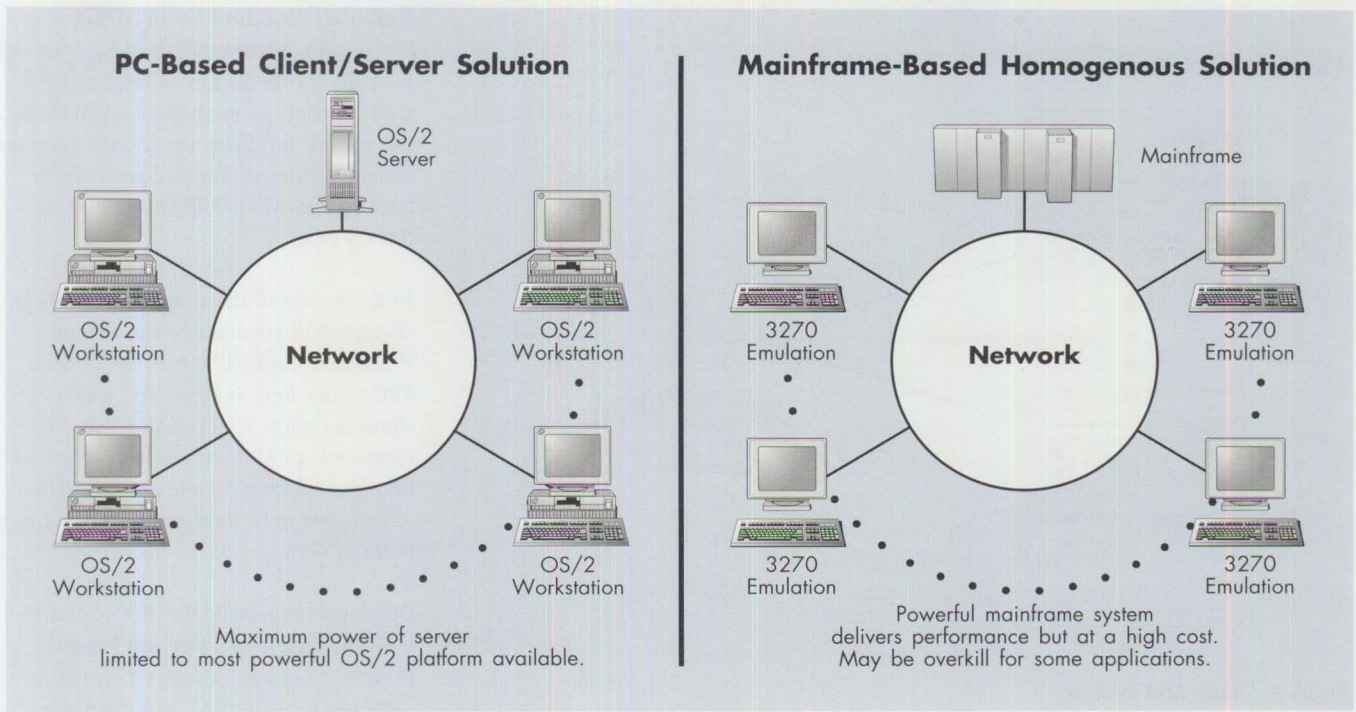 PC-Based Client/Server Solution
OS/2
Server
OS/2
Workstation
OS/2
Workstation
Network
OS/2
Workstation
OS/2
Workstation
Maximum power of server
limited to most powerful OS/2 platform available.
Mainframe-Based Homogenous Solution
Mainframe
3270
Emulation
3270
Emulation
Network
3270
Emulation
3270
Emulation
Powerful mainframe system
delivers performance but at a high cost.
May be overkill for some applications.